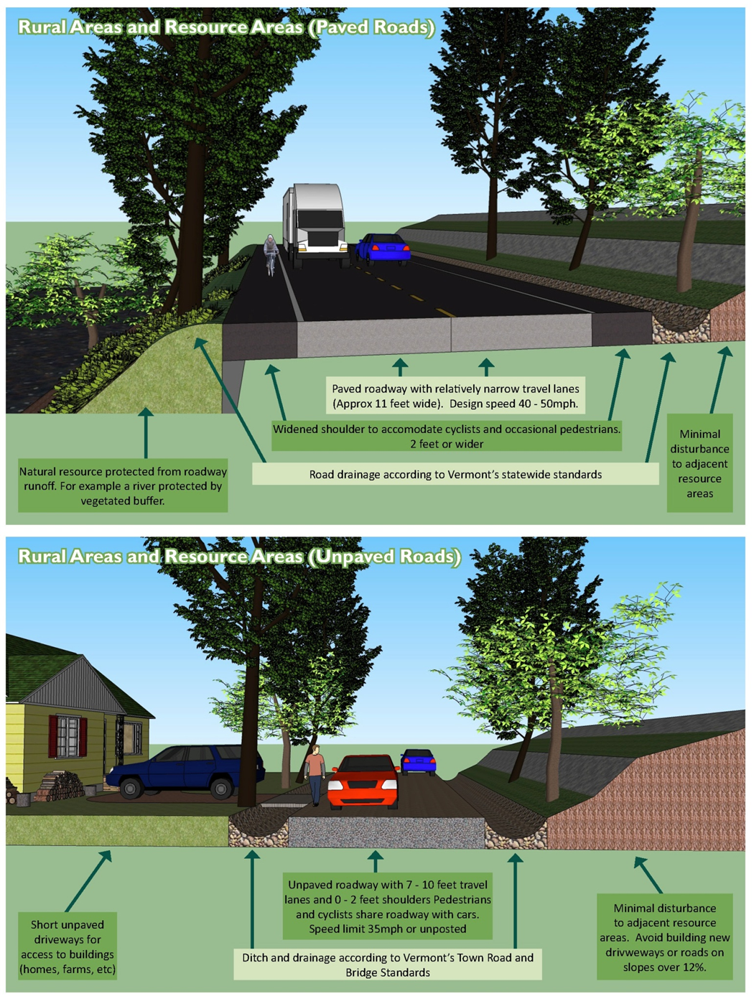 Rural Areas and Resource Areas (Paved Roads)
Paved roadway with relatively narrow travel lanes
(Approx 11 feet wide).  Design speed 40 - 50mph.
Widened shoulder to accomodate cyclists and occasional pedestrians.
2 feet or wider
Natural resource protected from roadway
runoff. For example a river protected by
vegetated buffer.
Road drainage according to Vermont's statewide standards
Minimal
disturbance
to adjacent
resource
areas
Rural Areas and Resource Areas (Unpaved Roads)
Short unpaved
driveways for
access to buildings
(homes, farms, etc)
Unpaved roadway with 7 - 10 feet travel
lanes and 0 - 2 feet shoulders Pedestrians
and cyclists share roadway with cars.
Speed limit 35mph or unposted
Ditch and drainage according to Vermont's Town Road and
Bridge Standards
Minimal disturbance
to adjacent resource
areas.  Avoid building new
drivweways or roads on
slopes over 12%.